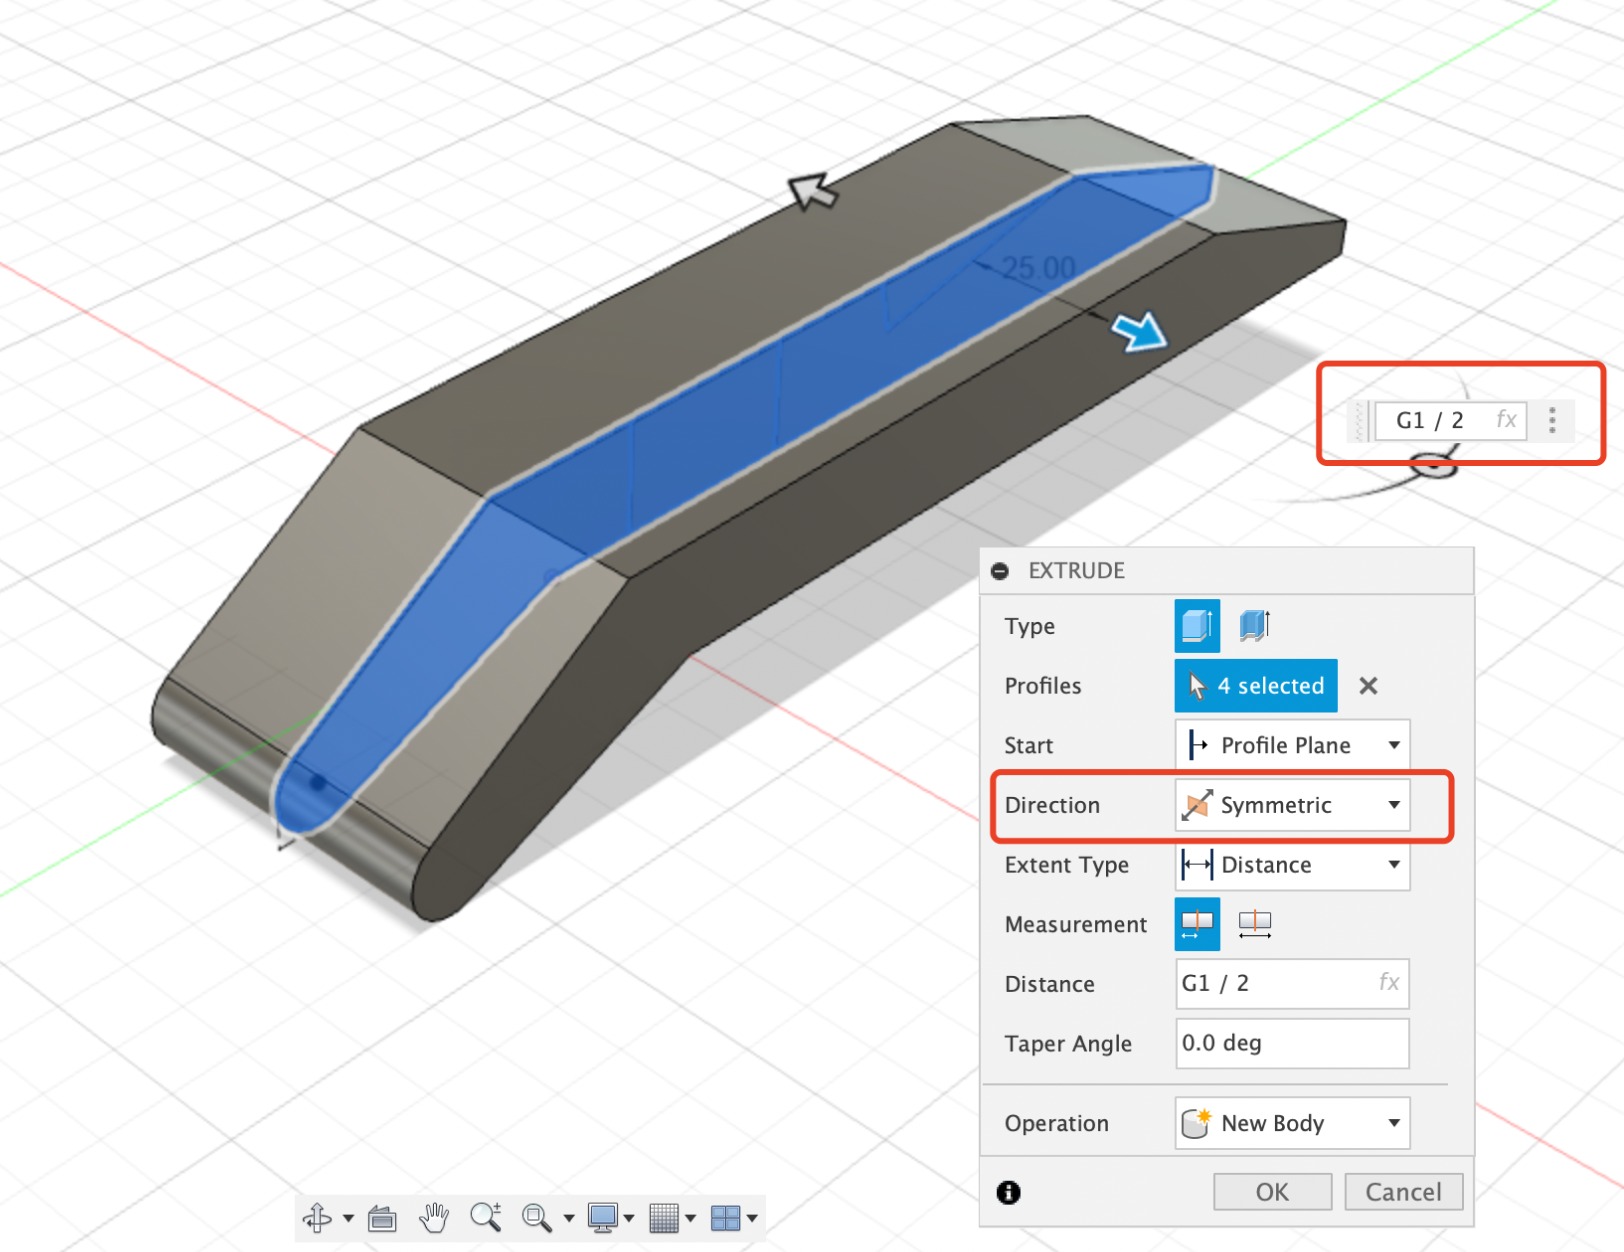 25.00
G1 / 2 fx
EXTRUDE
Type
Profiles 4 selected
Start Profile Plane
Direction Symmetric
Extent Type Distance
Measurement
Distance G1 / 2 fx
Taper Angle 0.0 deg
Operation New Body
OK Cancel